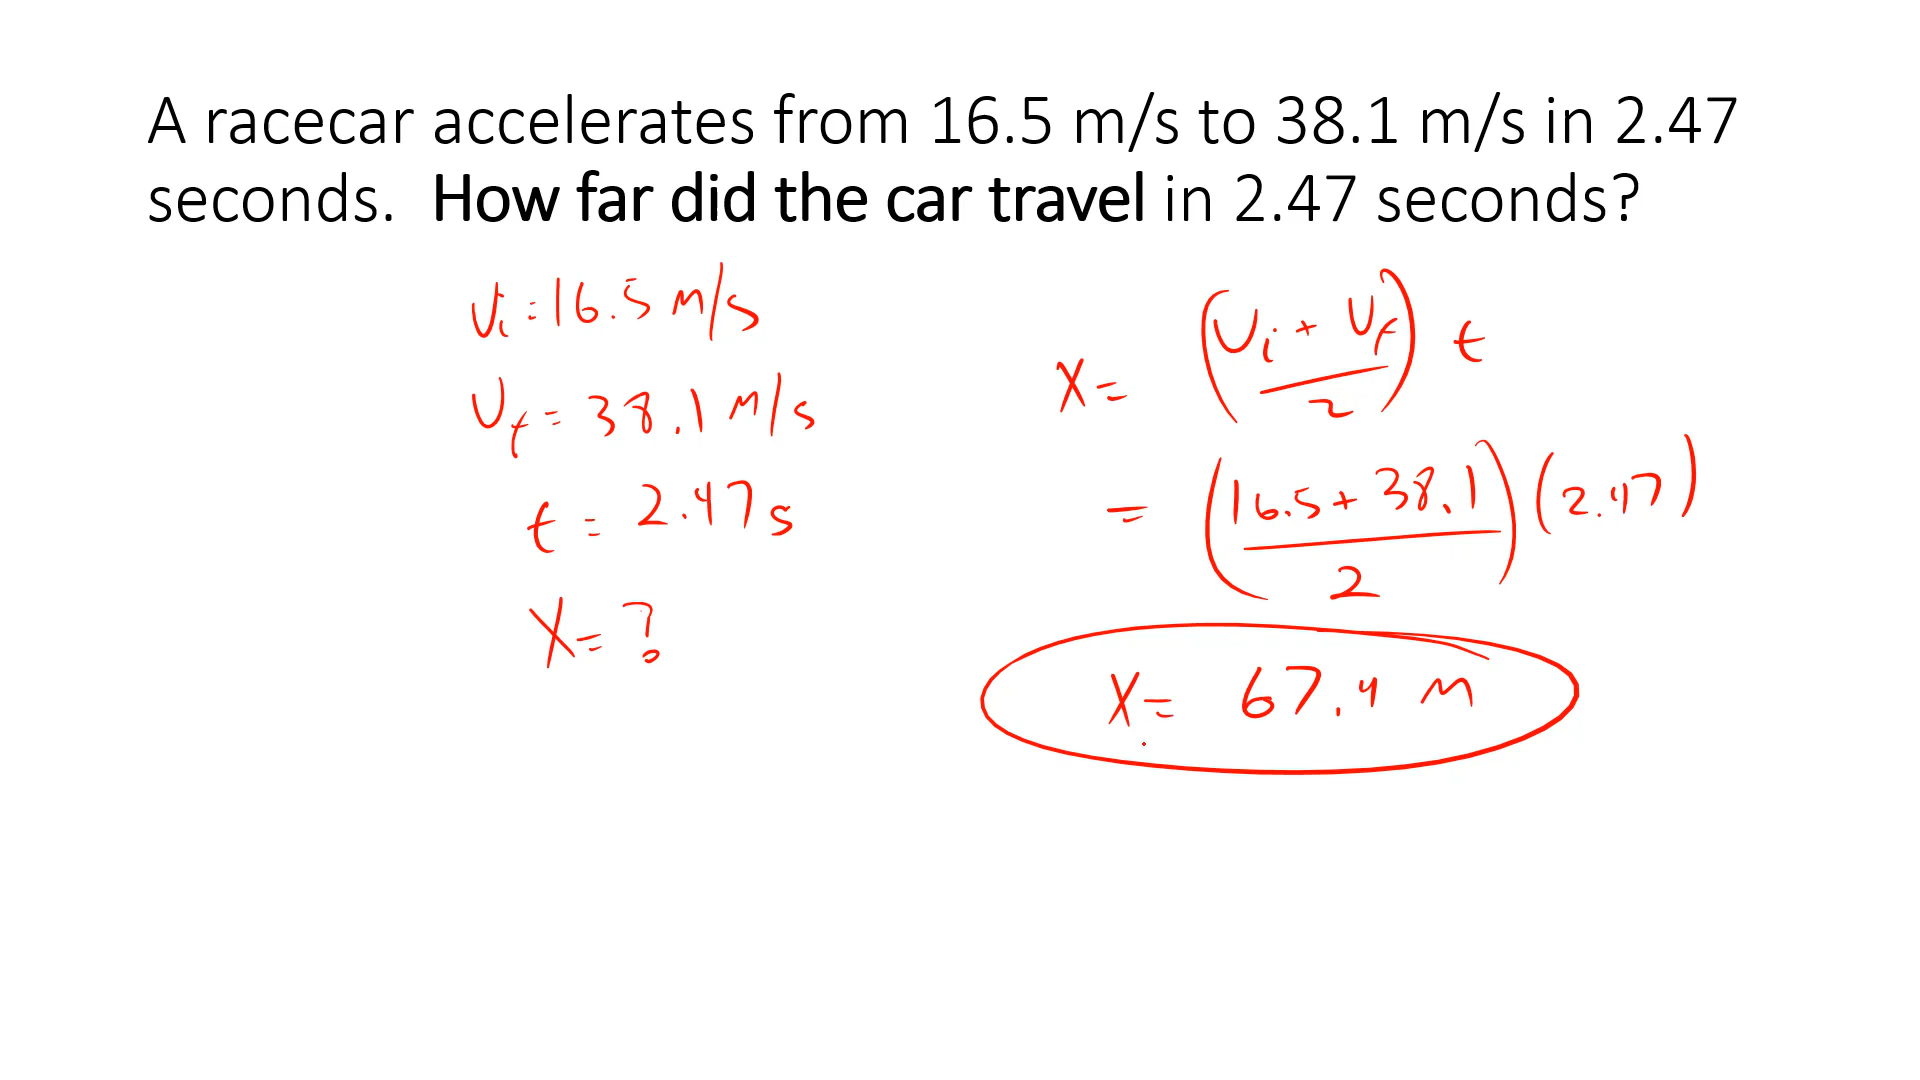 A racecar accelerates from 16.5 m/s to 38.1 m/s in 2.47
seconds.  How far did the car travel in 2.47 seconds?
Vi = 16.5 m/s
Vf = 38.1 m/s
t = 2.47 s
X = ?
X = (Vi + Vf / 2) t
= (16.5 + 38.1 / 2) (2.47)
X = 67.4 m